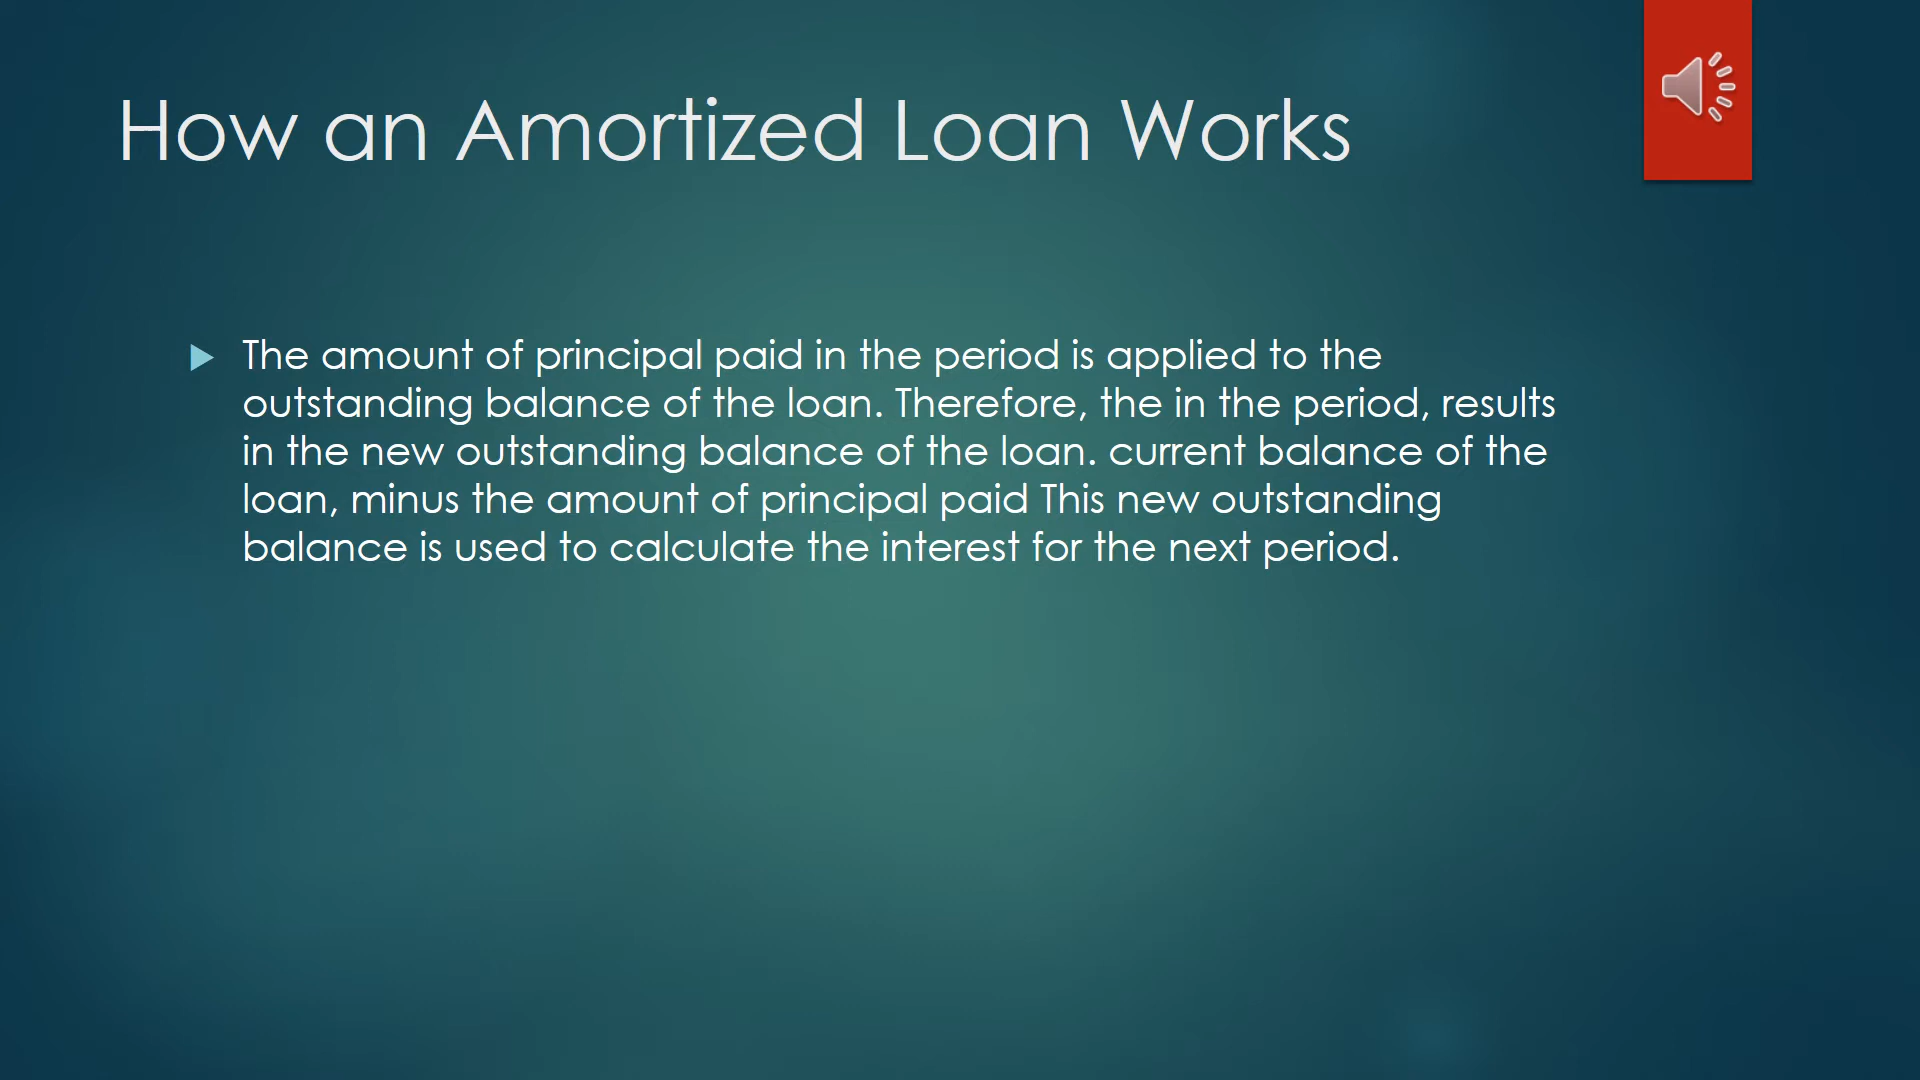 How an Amortized Loan Works
The amount of principal paid in the period is applied to the
outstanding balance of the loan. Therefore, the in the period, results
in the new outstanding balance of the loan. current balance of the
loan, minus the amount of principal paid This new outstanding
balance is used to calculate the interest for the next period.